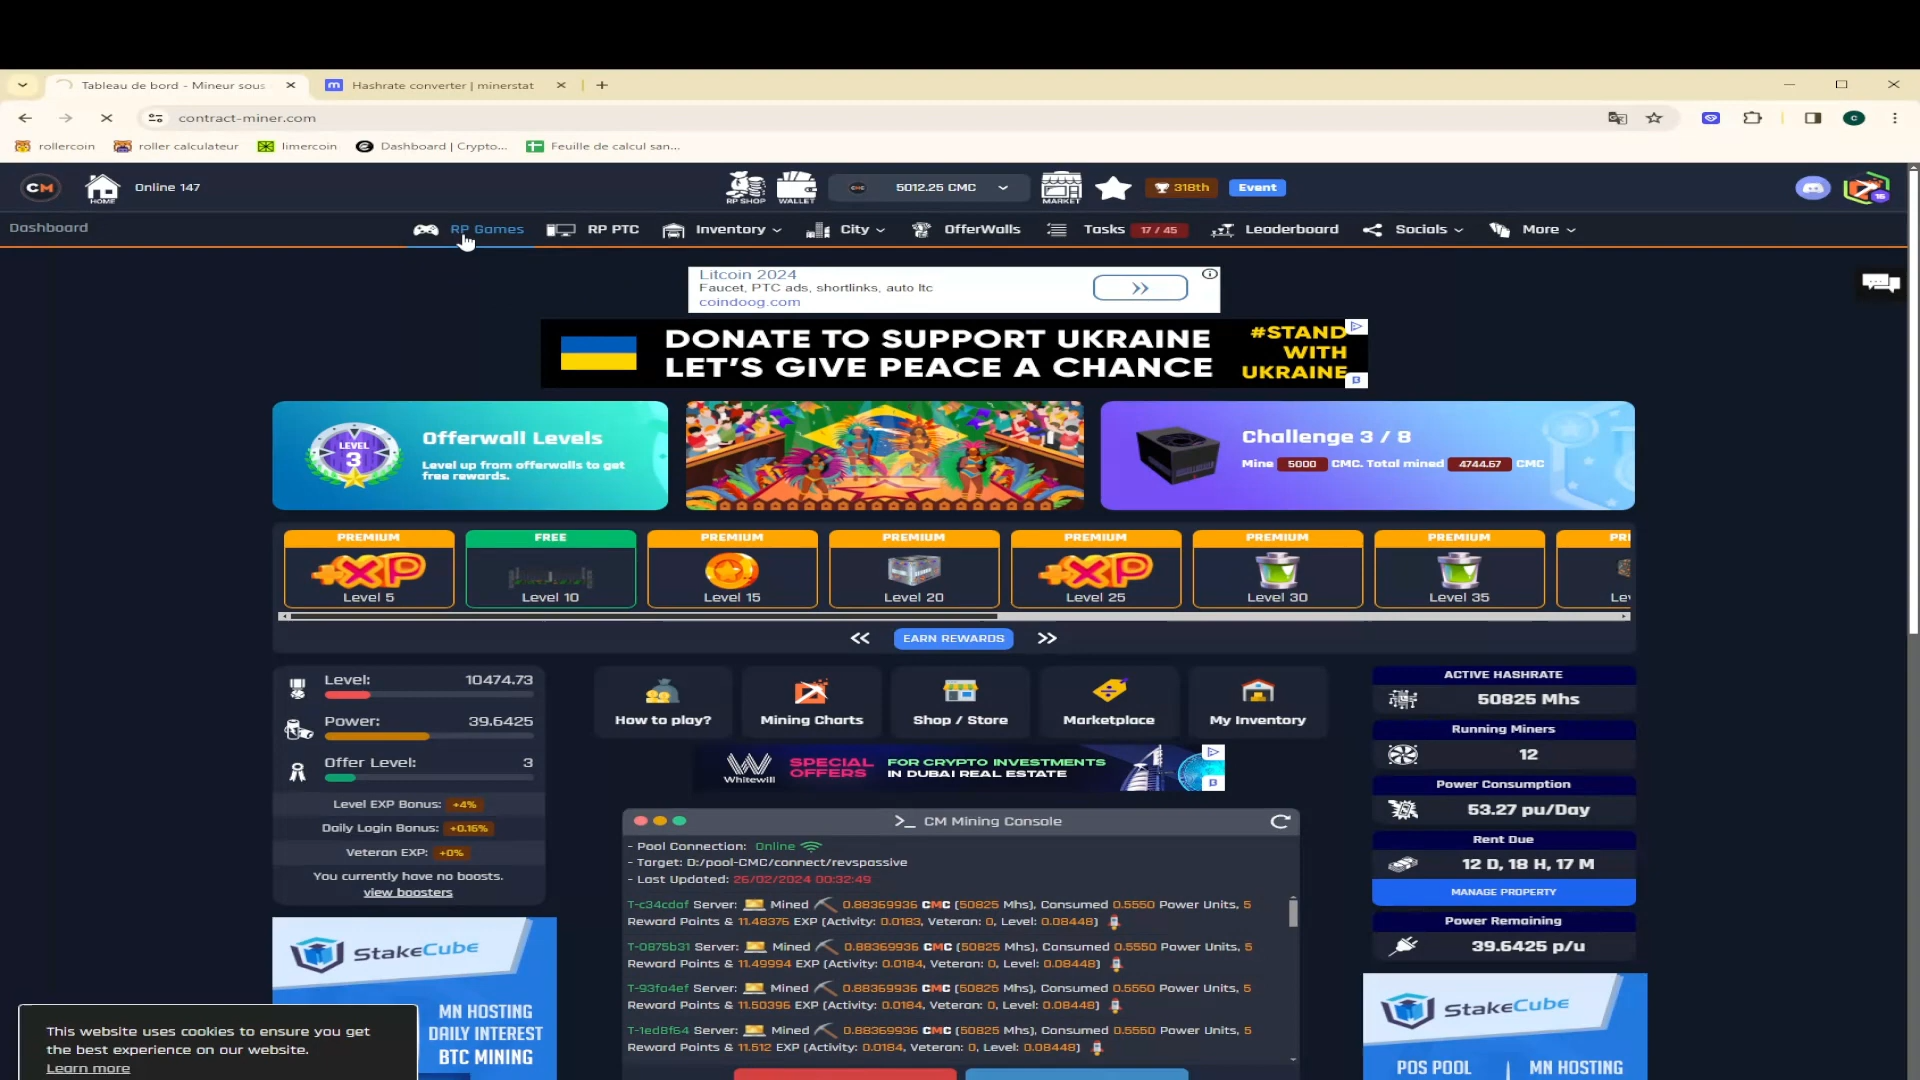 Tableau de bord - Mineur sous
Hashrate converter | minerstat
contract-miner.com
rollercoin
roller calculateur
limercoin
Dashboard | Crypto...
Feuille de calcul san...
CM
HOME
Online 147
RP SHOP
WALLET
5012.25 CMC
MARKET
318th
Event
16
Dashboard
RP Games
RP PTC
Inventory
City
OfferWalls
Tasks 17 / 45
Leaderboard
Socials
More
Litcoin 2024
Faucet, PTC ads, shortlinks, auto ltc
coindoog.com
DONATE TO SUPPORT UKRAINE
LET'S GIVE PEACE A CHANCE
#STAND
WITH
UKRAINE
LEVEL
3
Offerwall Levels
Level up from offerwalls to get
free rewards.
Challenge 3 / 8
Mine 5000 CMC. Total mined 4744.67 CMC
PREMIUM
+XP
Level 5
FREE
Level 10
PREMIUM
Level 15
PREMIUM
Level 20
PREMIUM
+XP
Level 25
PREMIUM
Level 30
PREMIUM
Level 35
PRE
Lev
<< EARN REWARDS >>
Level: 10474.73
Power: 39.6425
Offer Level: 3
Level EXP Bonus: +4%
Daily Login Bonus: +0.16%
Veteran EXP: +0%
You currently have no boosts.
view boosters
How to play?
Mining Charts
Shop / Store
Marketplace
My Inventory
Whitewill
SPECIAL
OFFERS
FOR CRYPTO INVESTMENTS
IN DUBAI REAL ESTATE
>_ CM Mining Console
- Pool Connection: Online
- Target: D:/pool-CMC/connect/revspassive
- Last Updated: 26/02/2024 00:32:49
T-c34cdaf Server: Mined 0.88369936 CMC (50825 Mhs), Consumed 0.5550 Power Units, 5
Reward Points & 11.48376 EXP (Activity: 0.0183, Veteran: 0, Level: 0.08448)
T-0875b31 Server: Mined 0.88369936 CMC (50825 Mhs), Consumed 0.5550 Power Units, 5
Reward Points & 11.49994 EXP (Activity: 0.0184, Veteran: 0, Level: 0.08448)
T-93fa4ef Server: Mined 0.88369936 CMC (50825 Mhs), Consumed 0.5550 Power Units, 5
Reward Points & 11.50396 EXP (Activity: 0.0184, Veteran: 0, Level: 0.08448)
T-1ed8f64 Server: Mined 0.88369936 CMC (50825 Mhs), Consumed 0.5550 Power Units, 5
Reward Points & 11.512 EXP (Activity: 0.0184, Veteran: 0, Level: 0.08448)
ACTIVE HASHRATE
50825 Mhs
Running Miners
12
Power Consumption
53.27 pu/Day
Rent Due
12 D, 18 H, 17 M
MANAGE PROPERTY
Power Remaining
39.6425 p/u
StakeCube
MN HOSTING
DAILY INTEREST
BTC MINING
StakeCube
POS POOL | MN HOSTING
This website uses cookies to ensure you get
the best experience on our website.
Learn more